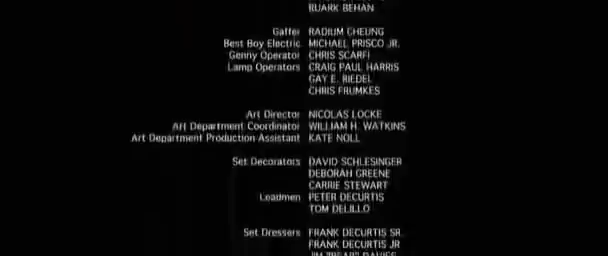 RUARK BEHAN
Gaffer RADIUM CHEUNG
Best Boy Electric MICHAEL PRISCO JR.
Genny Operator CHRIS SCARFI
Lamp Operators CRAIG PAUL HARRIS
GAY E. RIEDEL
CHRIS FRUMKES
Art Director NICOLAS LOCKE
Art Department Coordinator WILLIAM H. WATKINS
Art Department Production Assistant KATE NOLL
Set Decorators DAVID SCHLESINGER
DEBORAH GREENE
CARRIE STEWART
Leadmen PETER DECURTIS
TOM DELILLO
Set Dressers FRANK DECURTIS SR.
FRANK DECURTIS JR